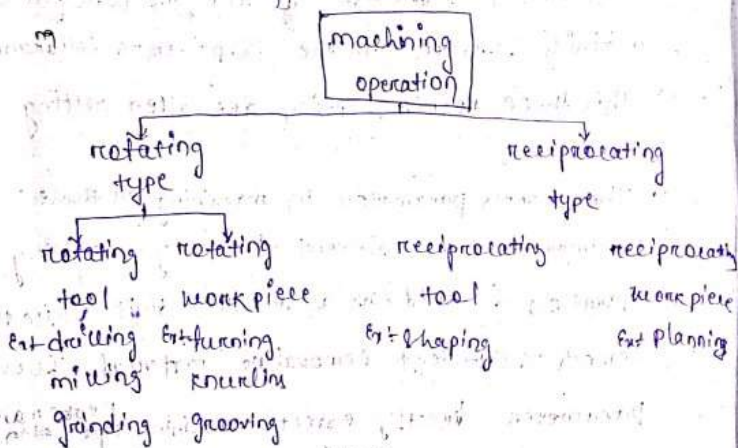 machining
operation
rotating
type
reciprocating
type
rotating
tool
Ex:- drilling
milling
grinding
rotating
workpiece
Ex:- turning
knurling
grooving
reciprocating
tool
Ex:- shaping
reciprocating
workpiece
Ex:- planning